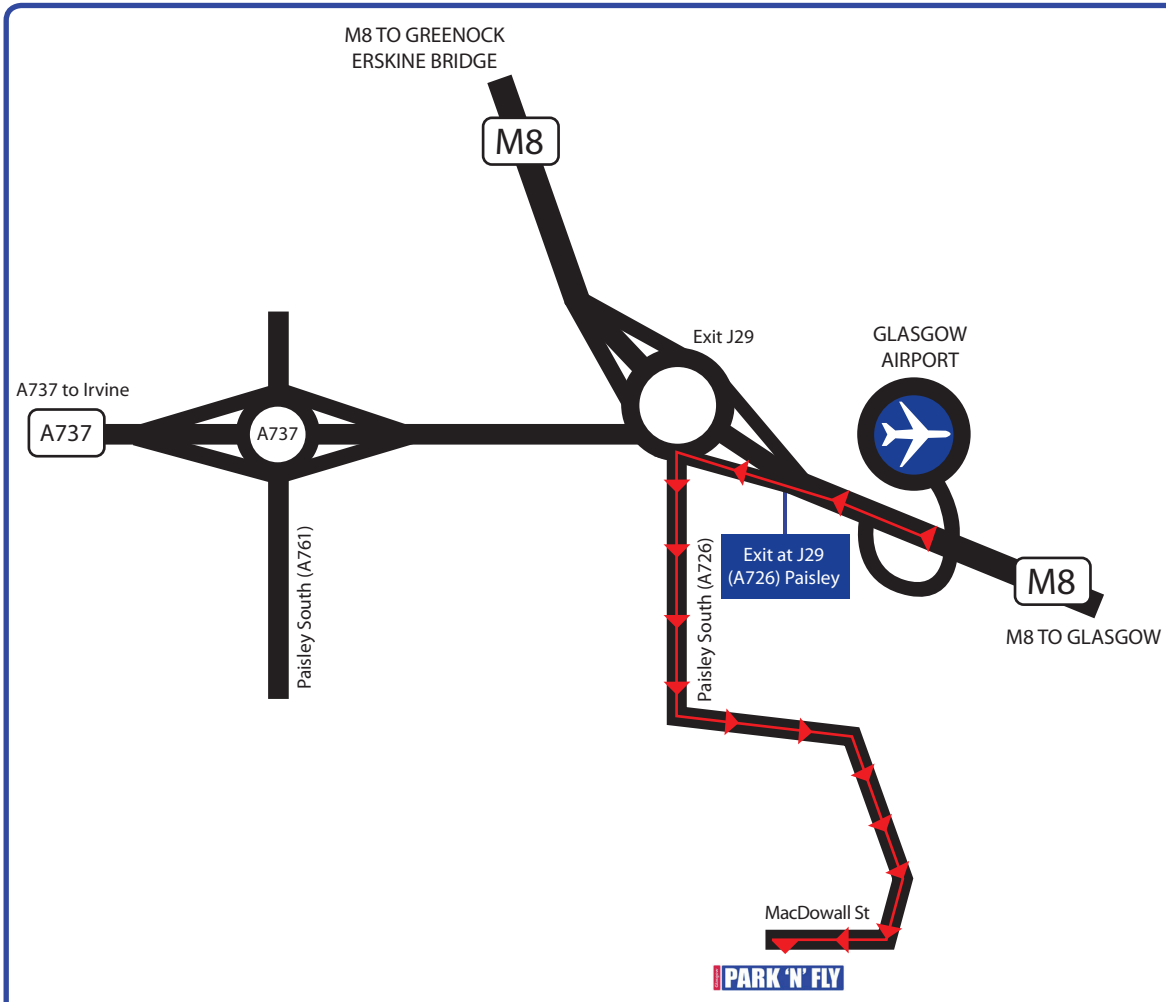 M8 TO GREENOCK
ERSKINE BRIDGE
M8
Exit J29
GLASGOW
AIRPORT
A737 to Irvine
A737
A737
Paisley South (A761)
Paisley South (A726)
Exit at J29
(A726) Paisley
M8
M8 TO GLASGOW
MacDowall St
Glasgow
PARK 'N' FLY